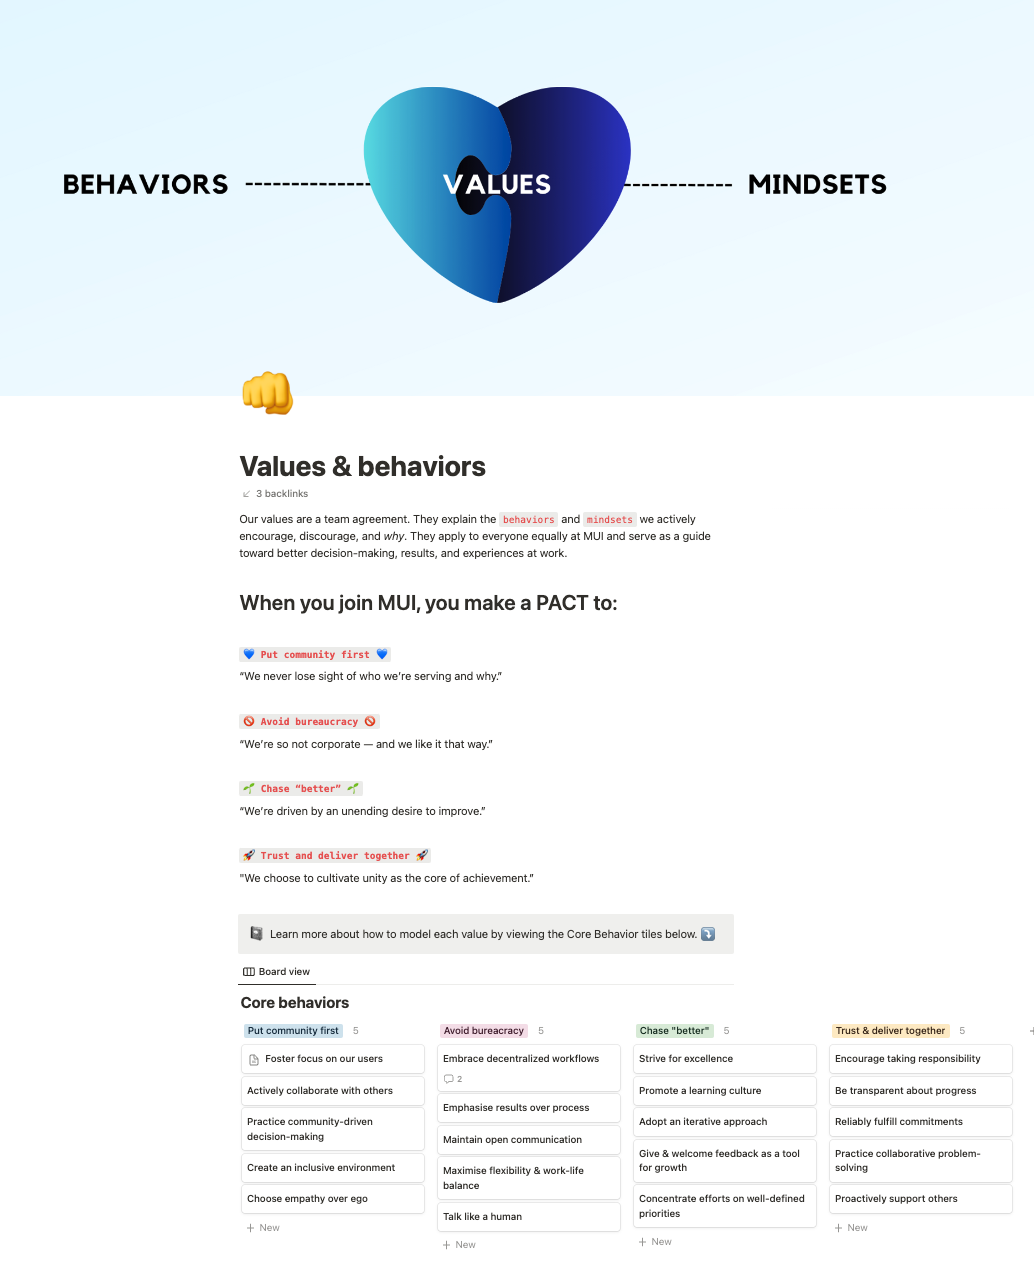 BEHAVIORS
VALUES
MINDSETS
Values & behaviors
3 backlinks
Our values are a team agreement. They explain the behaviors and mindsets we actively
encourage, discourage, and why. They apply to everyone equally at MUI and serve as a guide
toward better decision-making, results, and experiences at work.
When you join MUI, you make a PACT to:
💙 Put community first 💙
“We never lose sight of who we’re serving and why.”
🚫 Avoid bureaucracy 🚫
“We’re so not corporate — and we like it that way.”
🌱 Chase “better” 🌱
“We’re driven by an unending desire to improve.”
🚀 Trust and deliver together 🚀
"We choose to cultivate unity as the core of achievement.”
Learn more about how to model each value by viewing the Core Behavior tiles below. ⤵️
Board view
Core behaviors
Put community first 5
Foster focus on our users
Actively collaborate with others
Practice community-driven
decision-making
Create an inclusive environment
Choose empathy over ego
+ New
Avoid bureacracy 5
Embrace decentralized workflows
2
Emphasise results over process
Maintain open communication
Maximise flexibility & work-life
balance
Talk like a human
+ New
Chase "better" 5
Strive for excellence
Promote a learning culture
Adopt an iterative approach
Give & welcome feedback as a tool
for growth
Concentrate efforts on well-defined
priorities
+ New
Trust & deliver together 5
Encourage taking responsibility
Be transparent about progress
Reliably fulfill commitments
Practice collaborative problem-
solving
Proactively support others
+ New